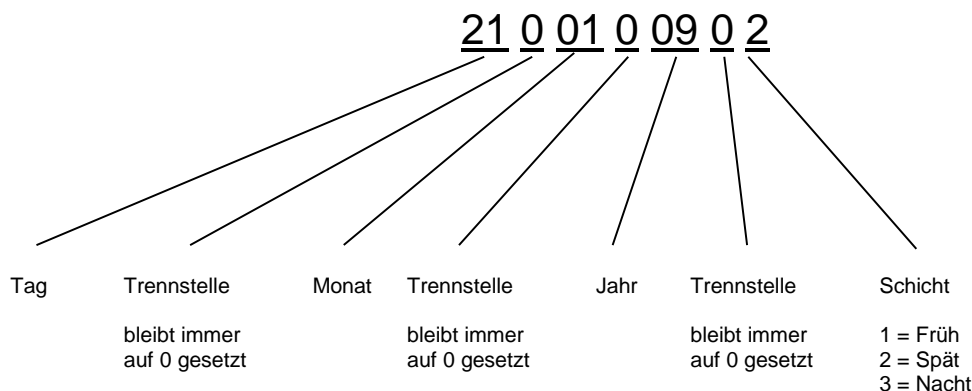 21 0 01 0 09 0 2
Tag Trennstelle Monat Trennstelle Jahr Trennstelle Schicht
bleibt immer bleibt immer bleibt immer 1 = Früh
auf 0 gesetzt auf 0 gesetzt auf 0 gesetzt 2 = Spät
3 = Nacht